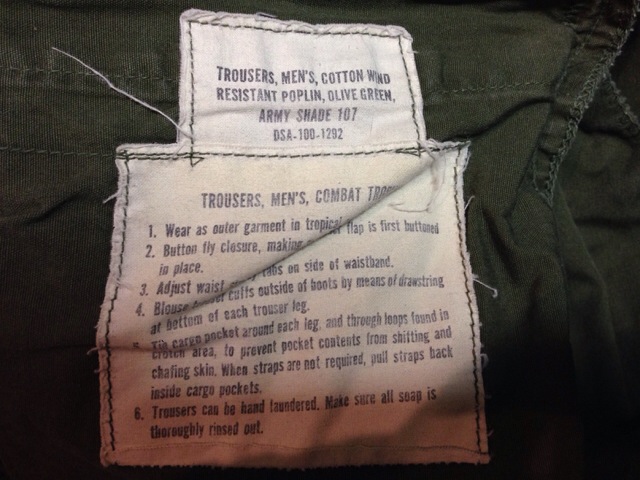 TROUSERS, MEN'S, COTTON WIND
RESISTANT POPLIN, OLIVE GREEN,
ARMY SHADE 107
DSA-100-1292
TROUSERS, MEN'S, COMBAT
1. Wear as outer garment in tropical flap is first buttoned
2. Button fly closure, making
in place.
3. Adjust waist tabs on side of waistband.
4. Blouse cuffs outside of boots by means of drawstring
at bottom of each trouser leg.
5. Tie cargo pocket around each leg, and through loops found in
crotch area, to prevent pocket contents from shifting and
chafing skin. When straps are not required, pull straps back
inside cargo pockets.
6. Trousers can be hand laundered. Make sure all soap is
thoroughly rinsed out.